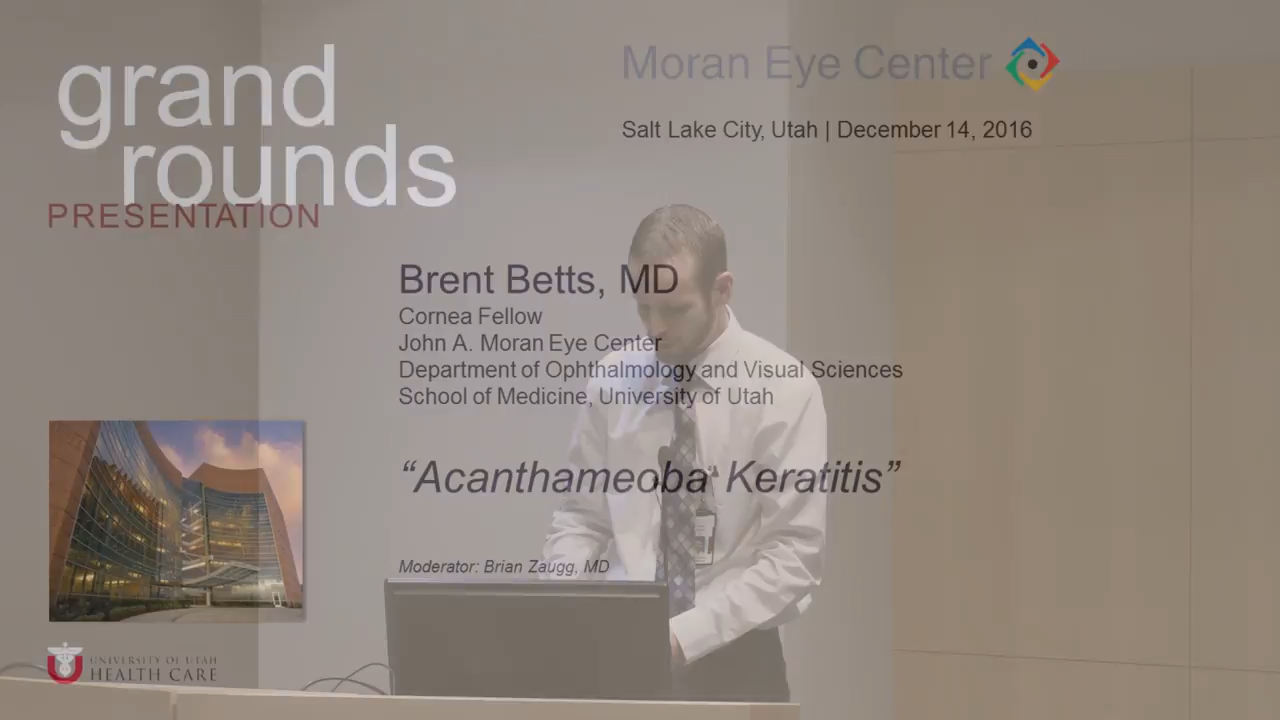 grand
rounds
PRESENTATION
Moran Eye Center
Salt Lake City, Utah | December 14, 2016
Brent Betts, MD
Cornea Fellow
John A. Moran Eye Center
Department of Ophthalmology and Visual Sciences
School of Medicine, University of Utah
“Acanthameoba Keratitis”
Moderator: Brian Zaugg, MD
UNIVERSITY OF UTAH
HEALTH CARE